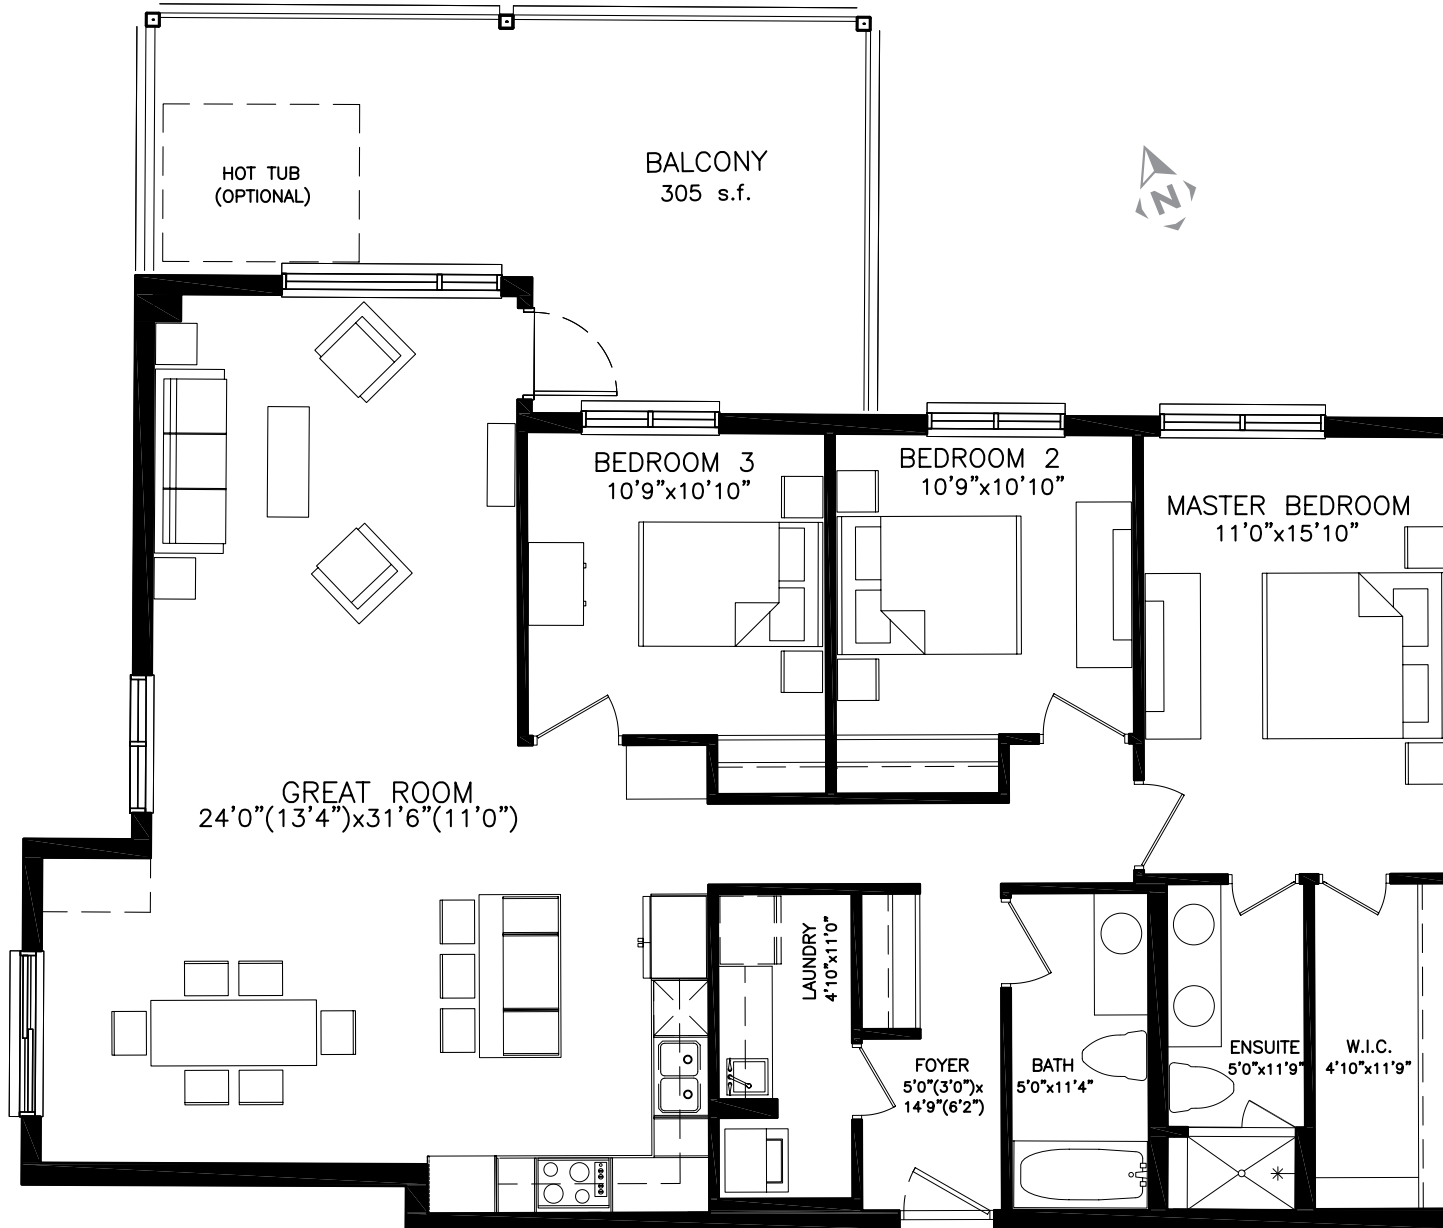 HOT TUB
(OPTIONAL)
BALCONY
305 s.f.
N
BEDROOM 3
10'9"x10'10"
BEDROOM 2
10'9"x10'10"
MASTER BEDROOM
11'0"x15'10"
GREAT ROOM
24'0"(13'4")x31'6"(11'0")
LAUNDRY
4'10"x11'0"
FOYER
5'0"(3'0")x
14'9"(6'2")
BATH
5'0"x11'4"
ENSUITE
5'0"x11'9"
W.I.C.
4'10"x11'9"